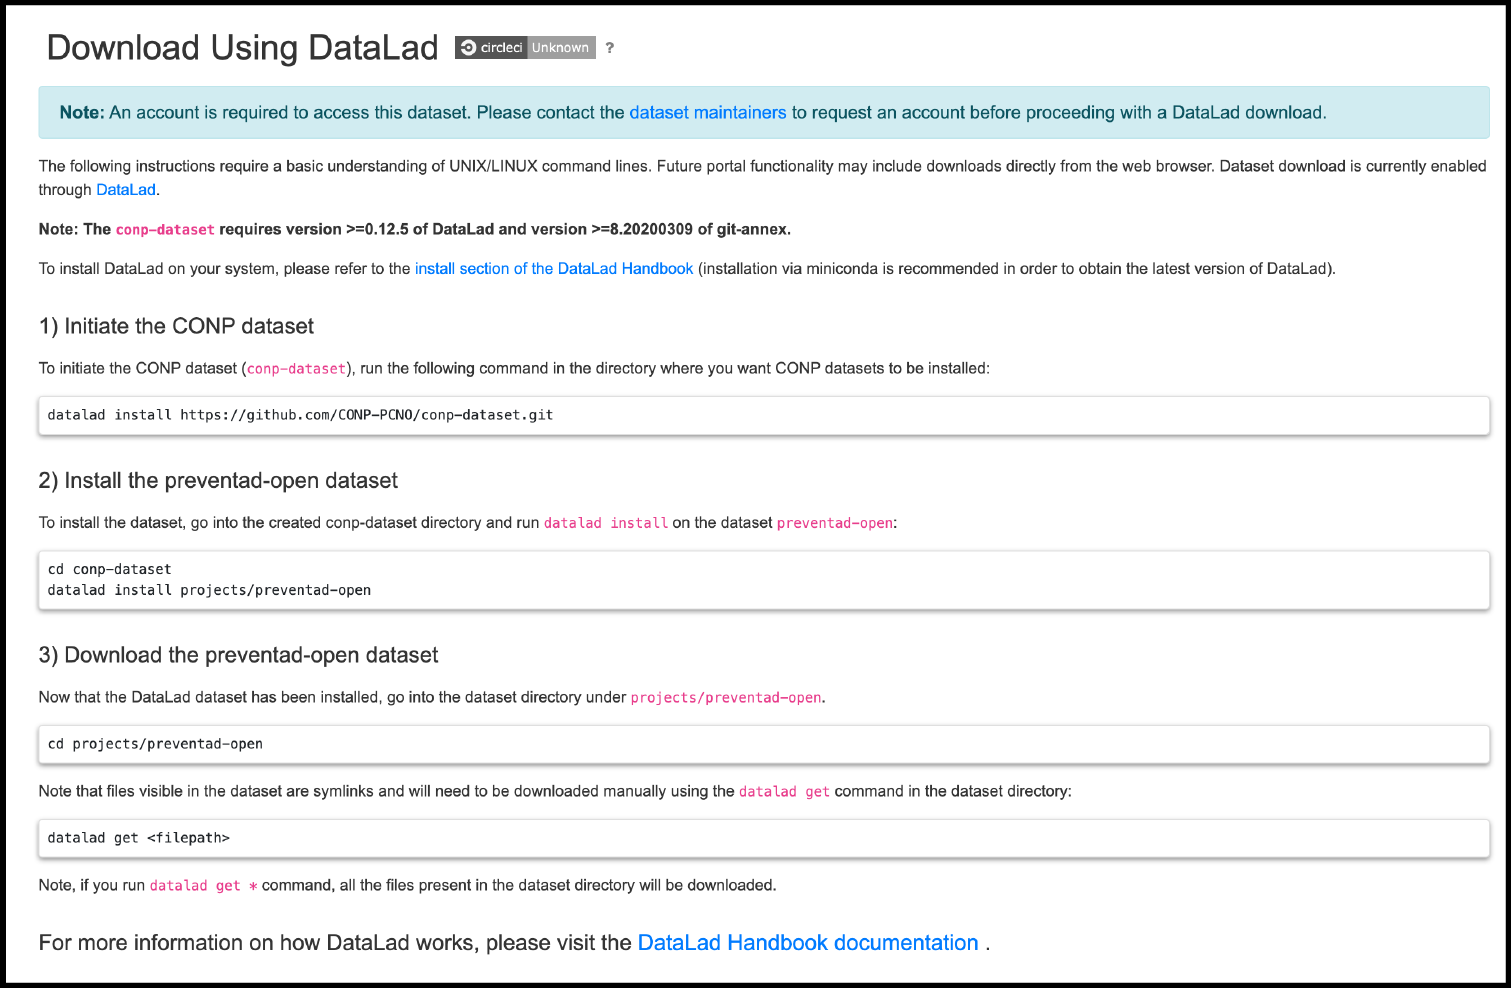 Download Using DataLad circleci Unknown ?
Note: An account is required to access this dataset. Please contact the dataset maintainers to request an account before proceeding with a DataLad download.
The following instructions require a basic understanding of UNIX/LINUX command lines. Future portal functionality may include downloads directly from the web browser. Dataset download is currently enabled
through DataLad.
Note: The conp-dataset requires version >=0.12.5 of DataLad and version >=8.20200309 of git-annex.
To install DataLad on your system, please refer to the install section of the DataLad Handbook (installation via miniconda is recommended in order to obtain the latest version of DataLad).
1) Initiate the CONP dataset
To initiate the CONP dataset (conp-dataset), run the following command in the directory where you want CONP datasets to be installed:
datalad install https://github.com/CONP-PCNO/conp-dataset.git
2) Install the preventad-open dataset
To install the dataset, go into the created conp-dataset directory and run datalad install on the dataset preventad-open:
cd conp-dataset
datalad install projects/preventad-open
3) Download the preventad-open dataset
Now that the DataLad dataset has been installed, go into the dataset directory under projects/preventad-open.
cd projects/preventad-open
Note that files visible in the dataset are symlinks and will need to be downloaded manually using the datalad get command in the dataset directory:
datalad get <filepath>
Note, if you run datalad get * command, all the files present in the dataset directory will be downloaded.
For more information on how DataLad works, please visit the DataLad Handbook documentation .